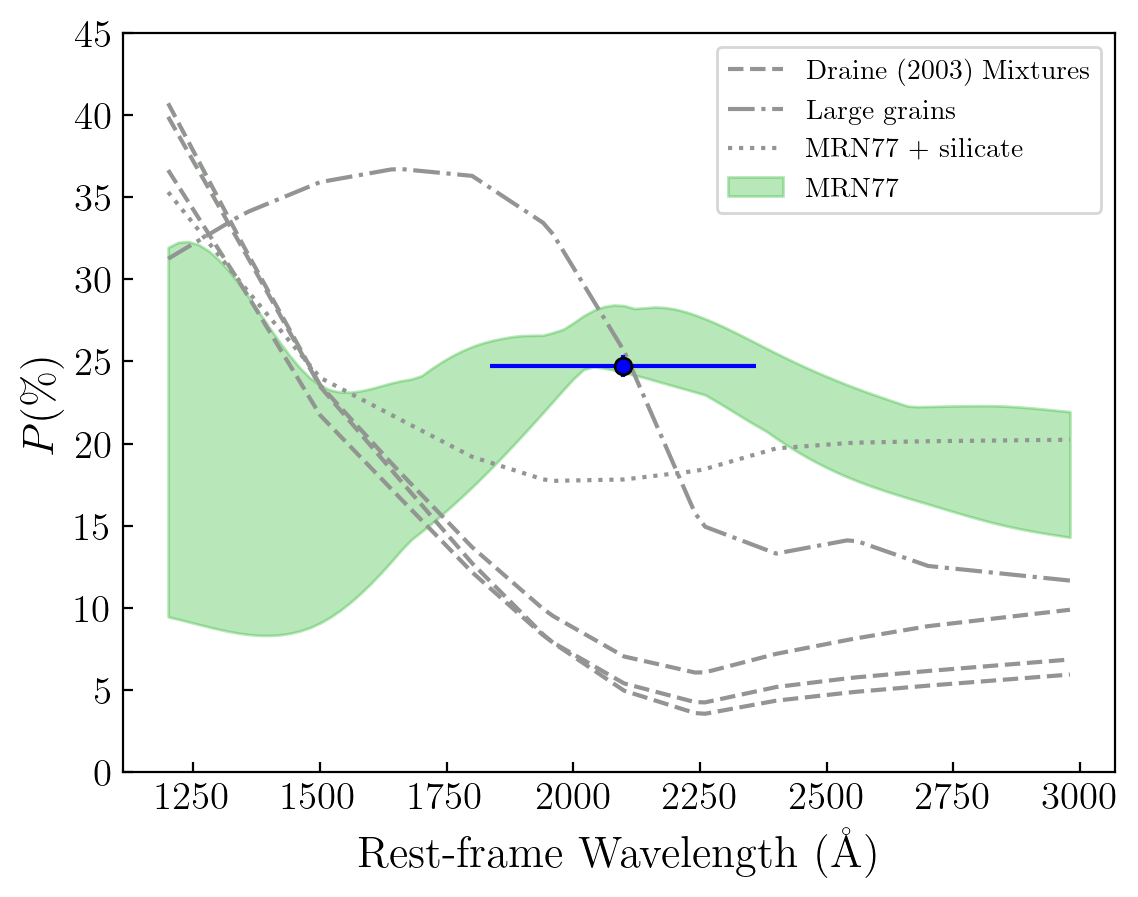 45
40
35
30
25
20
15
10
5
0
P(%)
Draine (2003) Mixtures
Large grains
MRN77 + silicate
MRN77
1250 1500 1750 2000 2250 2500 2750 3000
Rest-frame Wavelength (Å)